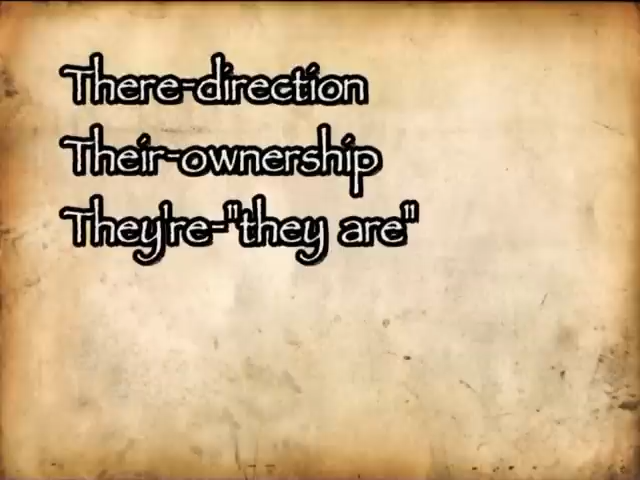 There-direction
Their-ownership
They're-"they are"